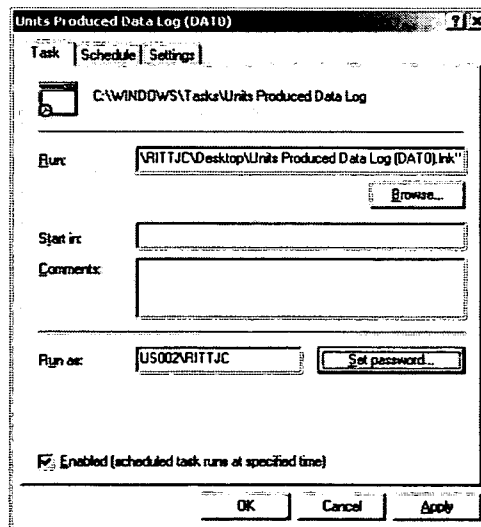 Units Produced Data Log (DAT0)
Task Schedule Settings
C:\WINDOWS\Tasks\Units Produced Data Log
Run: \RITTJC\Desktop\Units Produced Data Log (DAT0).lnk"
Browse...
Start in:
Comments:
Run as: US002\RITTJC Set password...
Enabled (scheduled task runs at specified time)
OK Cancel Apply